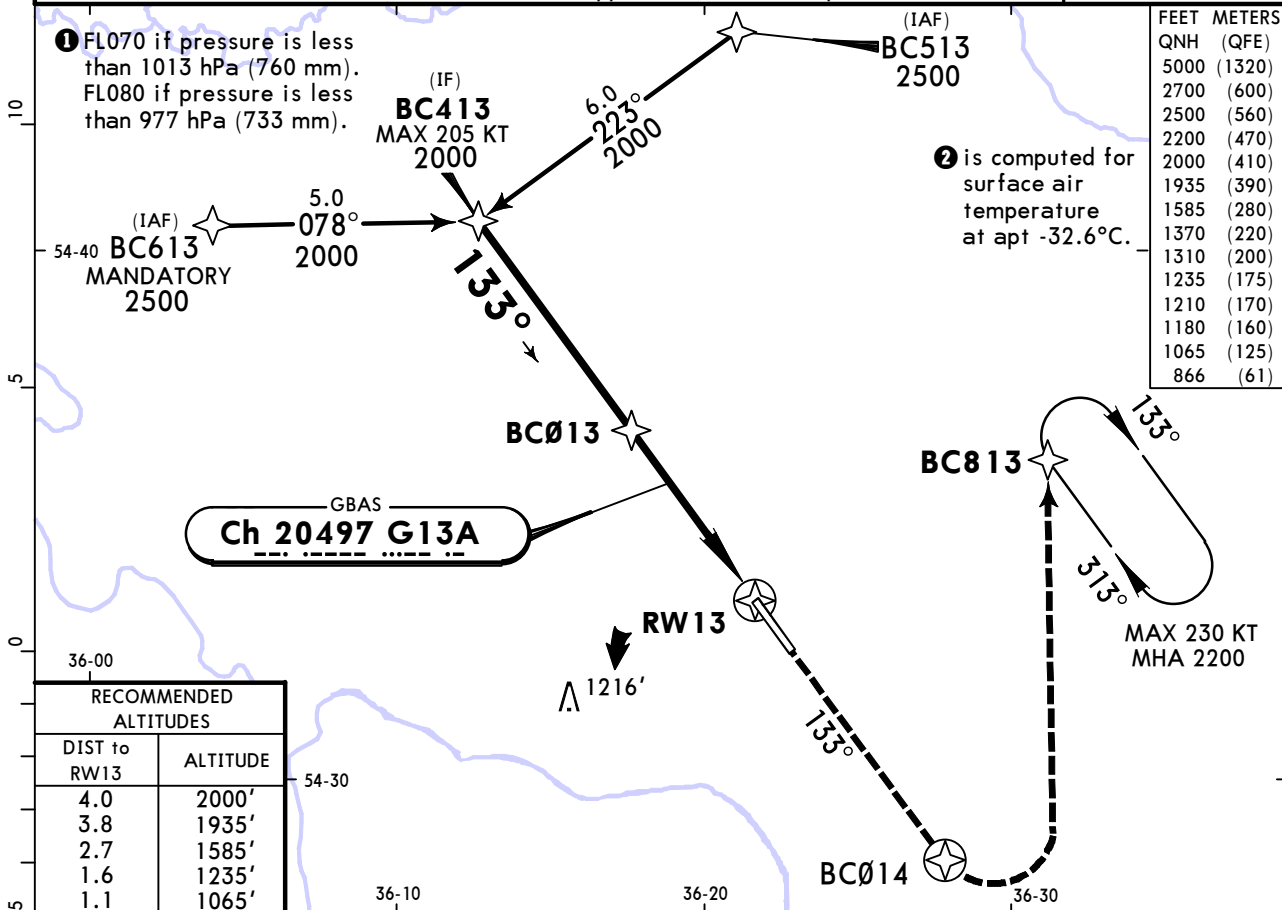 ❶ FL070 if pressure is less
than 1013 hPa (760 mm).
FL080 if pressure is less
than 977 hPa (733 mm).
(IAF)
BC513
2500
FEET METERS
QNH (QFE)
5000 (1320)
2700 (600)
2500 (560)
2200 (470)
2000 (410)
1935 (390)
1585 (280)
1370 (220)
1310 (200)
1235 (175)
1210 (170)
1180 (160)
1065 (125)
866 (61)
(IF)
BC413
MAX 205 KT
2000
6.0
223°
2000
❷ is computed for
surface air
temperature
at apt -32.6°C.
10
(IAF)
BC613
MANDATORY
2500
5.0
078°
2000
54-40
133°
5
BCØ13
BC813
133°
313°
MAX 230 KT
MHA 2200
GBAS
Ch 20497 G13A
RW13
0
36-00
1216'
133°
RECOMMENDED
ALTITUDES
DIST to
RW13
ALTITUDE
4.0 2000'
3.8 1935'
2.7 1585'
1.6 1235'
1.1 1065'
54-30
BCØ14
5
36-10
36-20
36-30